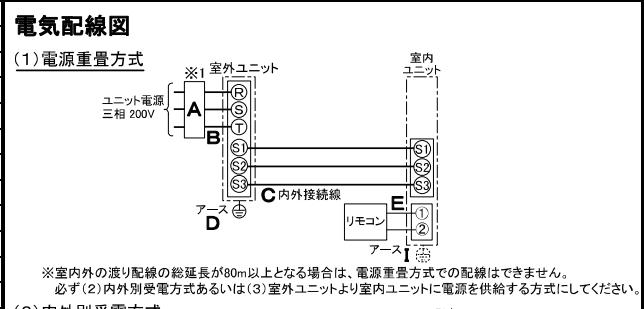 電気配線図
(1)電源重畳方式
※1
室外ユニット
室内
ユニット
ユニット電源
三相 200V
A
B
R
S
T
S1
S2
S3
S1
S2
S3
C 内外接続線
アース
D
リモコン
E
①
②
アース I
※室内外の渡り配線の総延長が80m以上となる場合は、電源重畳方式での配線はできません。
必ず(2)内外別受電方式あるいは(3)室外ユニットより室内ユニットに電源を供給する方式にしてください。